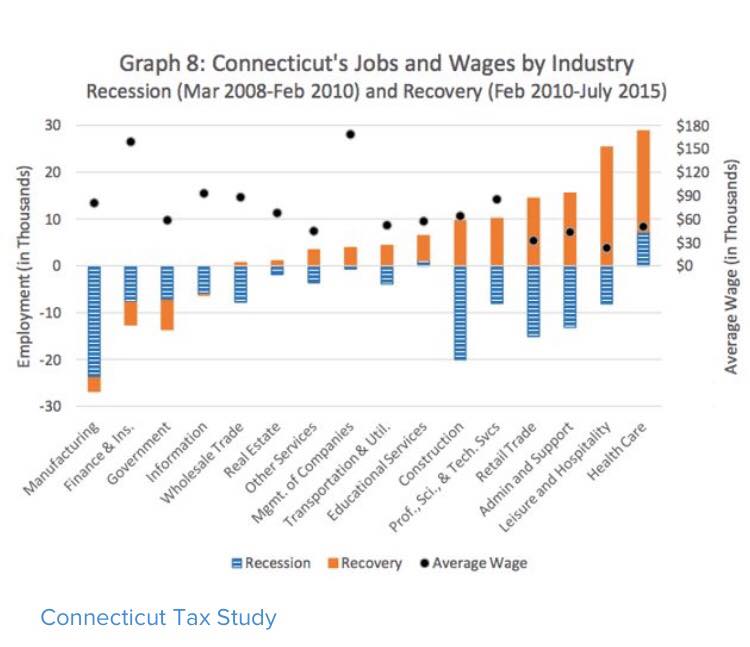 Graph 8: Connecticut's Jobs and Wages by Industry
Recession (Mar 2008-Feb 2010) and Recovery (Feb 2010-July 2015)
Employment (in Thousands)
30
20
10
0
-10
-20
-30
$180
$150
$120
$90
$60
$30
$0
Average Wage (in Thousands)
Manufacturing
Finance & Ins.
Government
Information
Wholesale Trade
Real Estate
Other Services
Mgmt. of Companies
Transportation & Util.
Educational Services
Construction
Prof., Sci., & Tech. Svcs
Retail Trade
Admin and Support
Leisure and Hospitality
Health Care
Recession Recovery Average Wage
Connecticut Tax Study